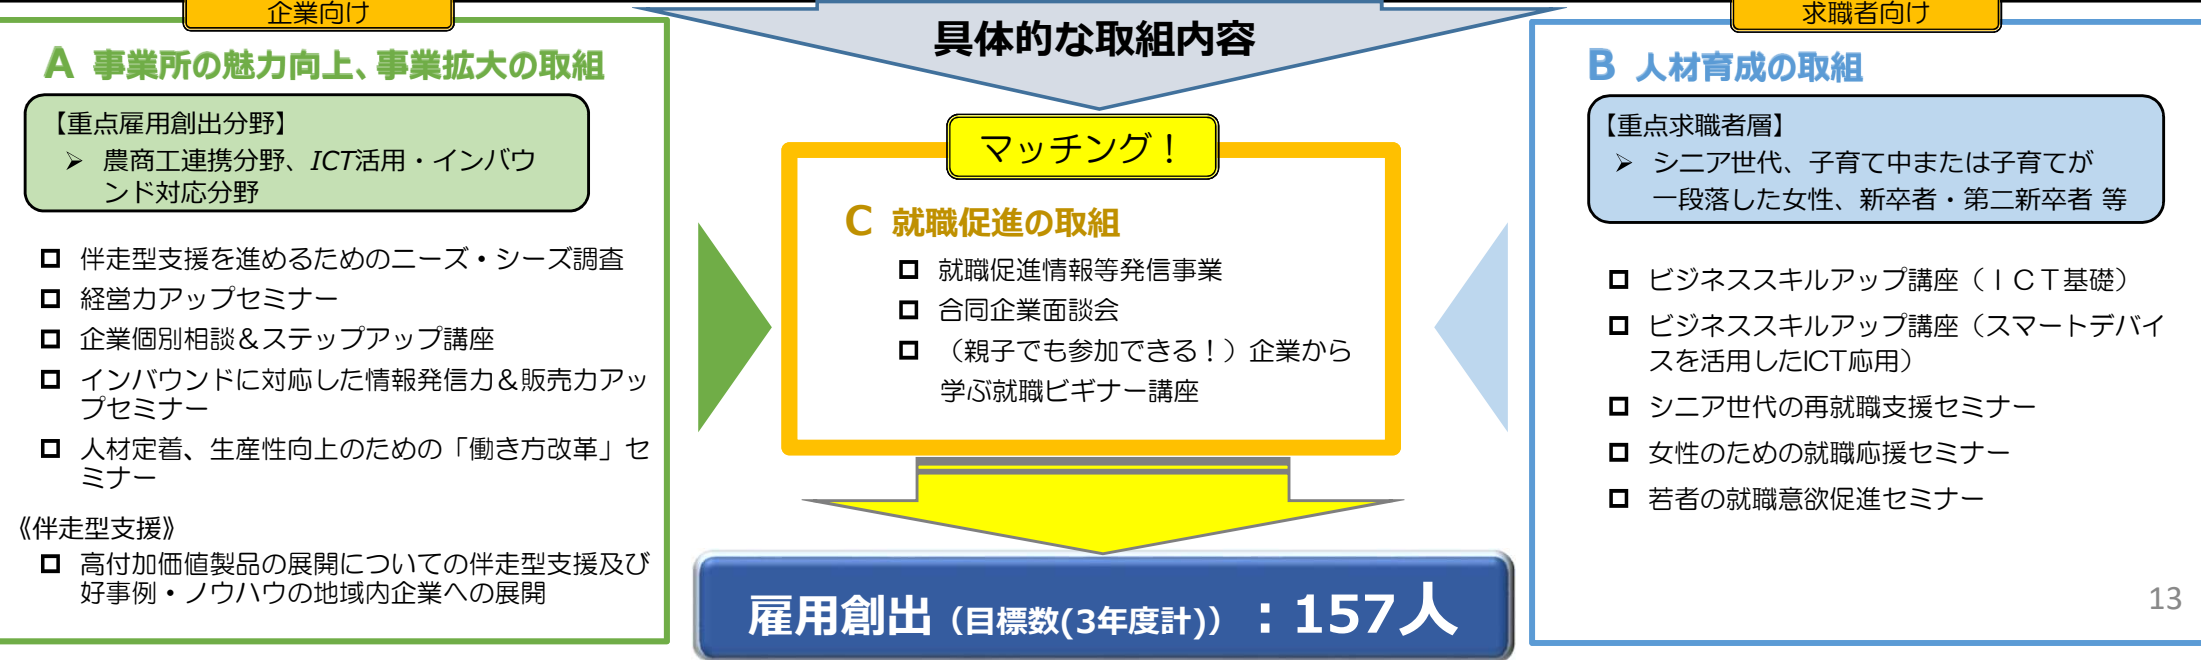 具体的な取組内容
企業向け
A 事業所の魅力向上、事業拡大の取組
【重点雇用創出分野】
➢ 農商工連携分野、ICT活用・インバウ
ンド対応分野
□ 伴走型支援を進めるためのニーズ・シーズ調査
□ 経営力アップセミナー
□ 企業個別相談＆ステップアップ講座
□ インバウンドに対応した情報発信力＆販売力アッ
プセミナー
□ 人材定着、生産性向上のための「働き方改革」セ
ミナー
《伴走型支援》
□ 高付加価値製品の展開についての伴走型支援及び
好事例・ノウハウの地域内企業への展開
マッチング！
C 就職促進の取組
□ 就職促進情報等発信事業
□ 合同企業面談会
□ （親子でも参加できる！）企業から
学ぶ就職ビギナー講座
雇用創出（目標数(3年度計)）：157人
求職者向け
B 人材育成の取組
【重点求職者層】
➢ シニア世代、子育て中または子育てが
一段落した女性、新卒者・第二新卒者 等
□ ビジネススキルアップ講座（ＩＣＴ基礎）
□ ビジネススキルアップ講座（スマートデバイ
スを活用したICT応用）
□ シニア世代の再就職支援セミナー
□ 女性のための就職応援セミナー
□ 若者の就職意欲促進セミナー
13